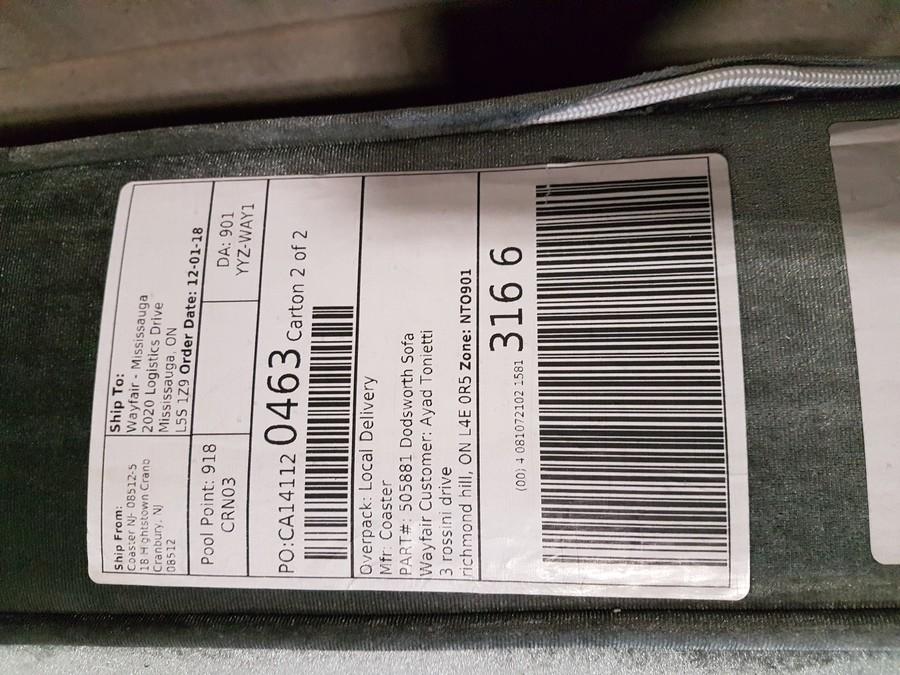 Ship From:
Coaster NJ- 08512-5
18 Hightstown Crano
Cranbury, NJ
08512
Ship To:
Wayfair - Mississauga
2020 Logistics Drive
Mississauga, ON
L5S 1Z9 Order Date: 12-01-18
Pool Point: 918
CRN03
DA: 901
YYZ-WAY1
PO:CA14112 0463 Carton 2 of 2
Overpack: Local Delivery
Mfr: Coaster
PART#: 505881 Dodsworth Sofa
Wayfair Customer: Ayad Tonietti
3 rossini drive
richmond hill, ON L4E 0R5 Zone: NTO901
(00) 4 081072102 1581 316 6